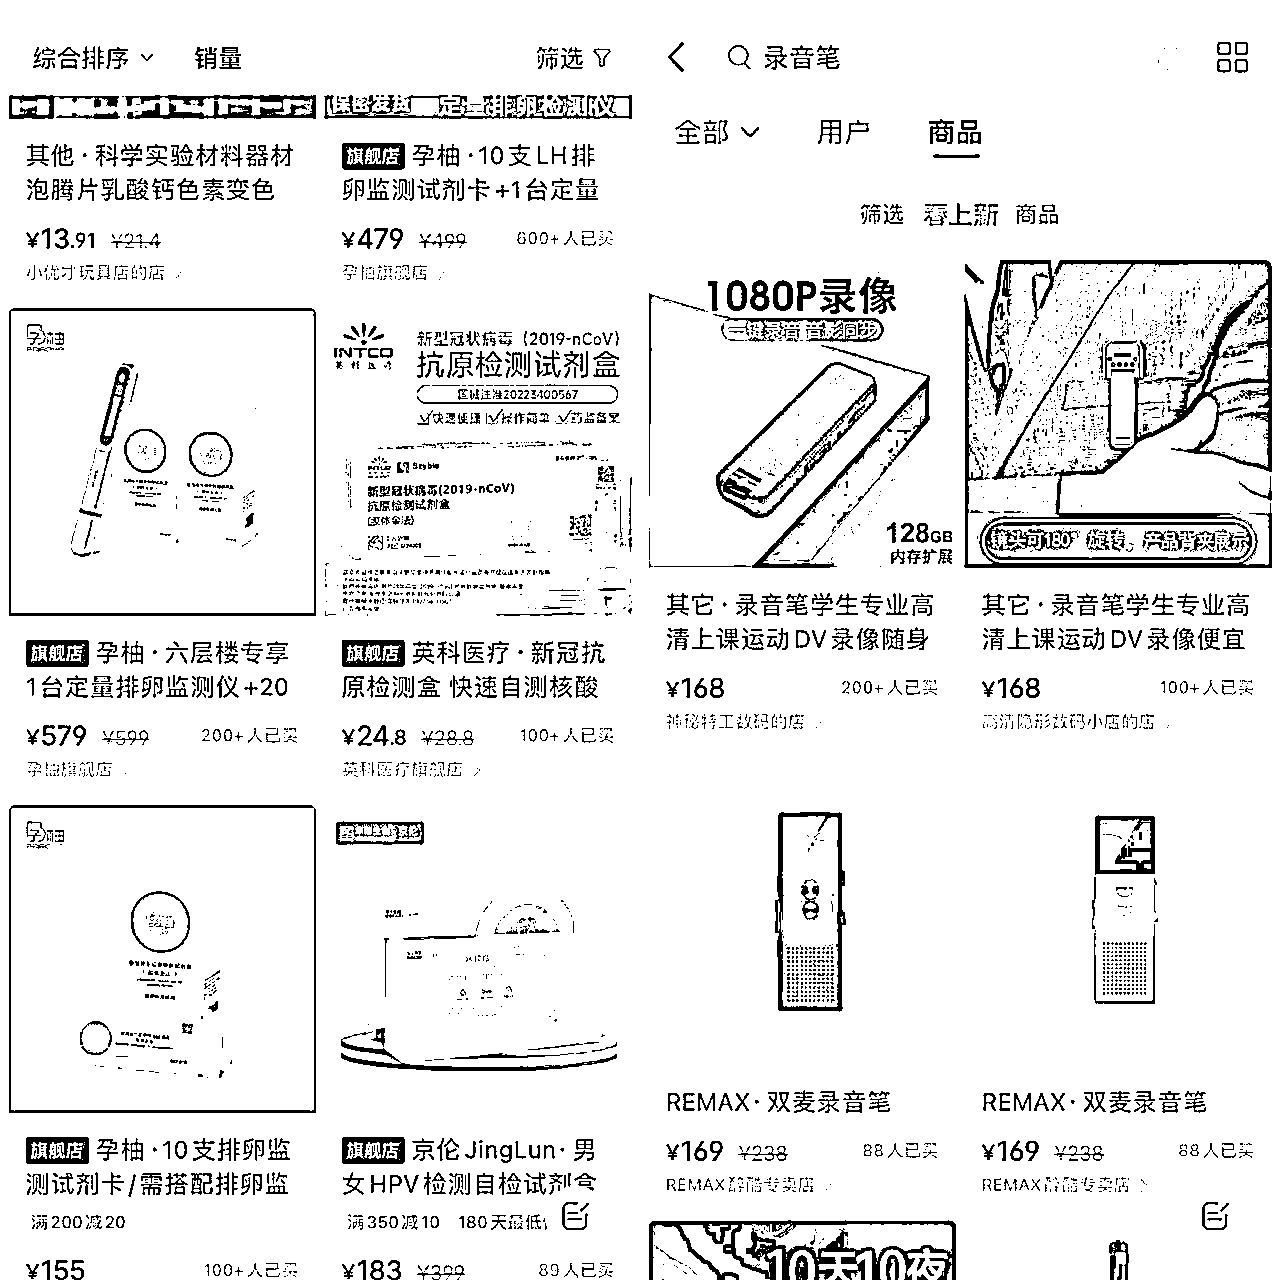 综合排序 销量 筛选
定量排卵检测仪
其他·科学实验材料器材
泡腾片乳酸钙色素变色
¥13.91 ¥21.4
小优才玩具店的店
旗舰店 孕柚·10支LH排
卵监测试剂卡+1台定量
¥479 ¥499 600+人已买
孕柚旗舰店
孕柚
旗舰店 孕柚·六层楼专享
1台定量排卵监测仪+20
¥579 ¥599 200+人已买
孕柚旗舰店
INTCO
英科医疗
新型冠状病毒（2019-nCoV）
抗原检测试剂盒
国械注准20223400567
快速便捷 操作简单 药监备案
新型冠状病毒(2019-nCoV)
抗原检测试剂盒
(胶体金法)
旗舰店 英科医疗·新冠抗
原检测盒 快速自测核酸
¥24.8 ¥28.8 100+人已买
英科医疗旗舰店
孕柚
旗舰店 孕柚·10支排卵监
测试剂卡/需搭配排卵监
满200减20
¥155 100+人已买
旗舰店 京伦JingLun·男
女HPV检测自检试剂盒
满350减10 180天最低
¥183 ¥399 89人已买
录音笔
全部 用户 商品
筛选 春上新 商品
1080P录像
一键录音 音影同步
128GB
内存扩展
其它·录音笔学生专业高
清上课运动DV录像随身
¥168 200+人已买
神秘特工数码的店
镜头可180°旋转，产品背夹展示
其它·录音笔学生专业高
清上课运动DV录像便宜
¥168 100+人已买
高清隐形数码小店的店
REMAX·双麦录音笔
¥169 ¥238 88人已买
REMAX醇酷专卖店
REMAX·双麦录音笔
¥169 ¥238 88人已买
REMAX醇酷专卖店
10天10夜